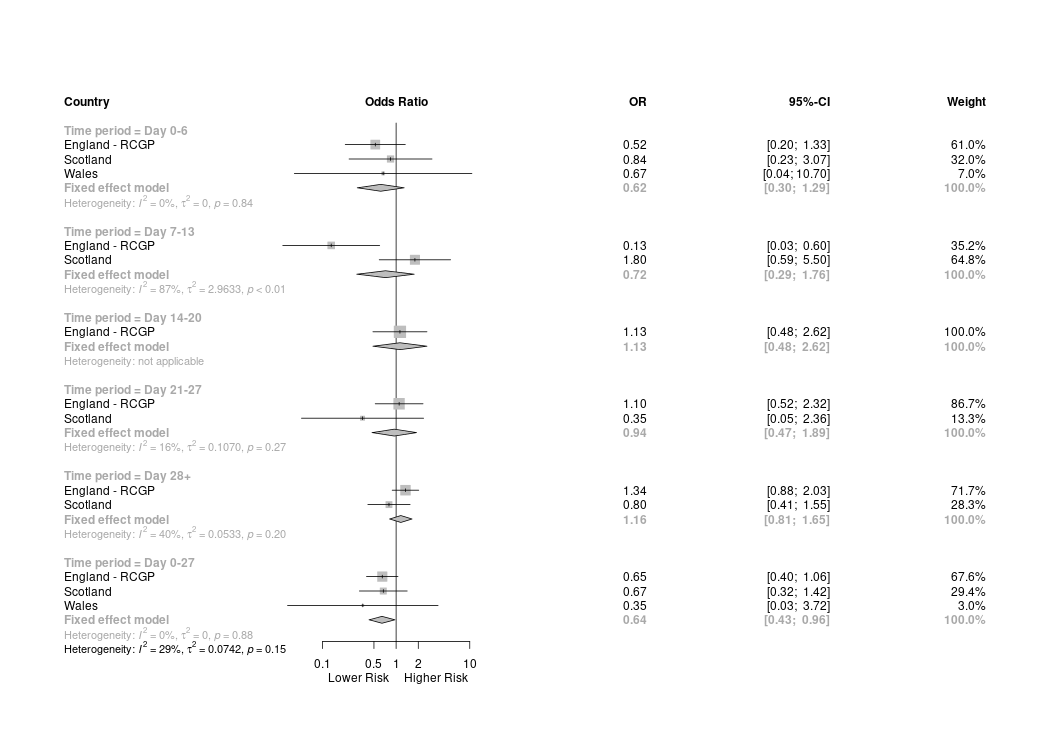 Country Odds Ratio OR 95%-CI Weight
Time period = Day 0-6
England - RCGP 0.52 [0.20; 1.33] 61.0%
Scotland 0.84 [0.23; 3.07] 32.0%
Wales 0.67 [0.04; 10.70] 7.0%
Fixed effect model 0.62 [0.30; 1.29] 100.0%
Heterogeneity: I² = 0%, τ² = 0, p = 0.84
Time period = Day 7-13
England - RCGP 0.13 [0.03; 0.60] 35.2%
Scotland 1.80 [0.59; 5.50] 64.8%
Fixed effect model 0.72 [0.29; 1.76] 100.0%
Heterogeneity: I² = 87%, τ² = 2.9633, p < 0.01
Time period = Day 14-20
England - RCGP 1.13 [0.48; 2.62] 100.0%
Fixed effect model 1.13 [0.48; 2.62] 100.0%
Heterogeneity: not applicable
Time period = Day 21-27
England - RCGP 1.10 [0.52; 2.32] 86.7%
Scotland 0.35 [0.05; 2.36] 13.3%
Fixed effect model 0.94 [0.47; 1.89] 100.0%
Heterogeneity: I² = 16%, τ² = 0.1070, p = 0.27
Time period = Day 28+
England - RCGP 1.34 [0.88; 2.03] 71.7%
Scotland 0.80 [0.41; 1.55] 28.3%
Fixed effect model 1.16 [0.81; 1.65] 100.0%
Heterogeneity: I² = 40%, τ² = 0.0533, p = 0.20
Time period = Day 0-27
England - RCGP 0.65 [0.40; 1.06] 67.6%
Scotland 0.67 [0.32; 1.42] 29.4%
Wales 0.35 [0.03; 3.72] 3.0%
Fixed effect model 0.64 [0.43; 0.96] 100.0%
Heterogeneity: I² = 0%, τ² = 0, p = 0.88
Heterogeneity: I² = 29%, τ² = 0.0742, p = 0.15
0.1 0.5 1 2 10
Lower Risk Higher Risk